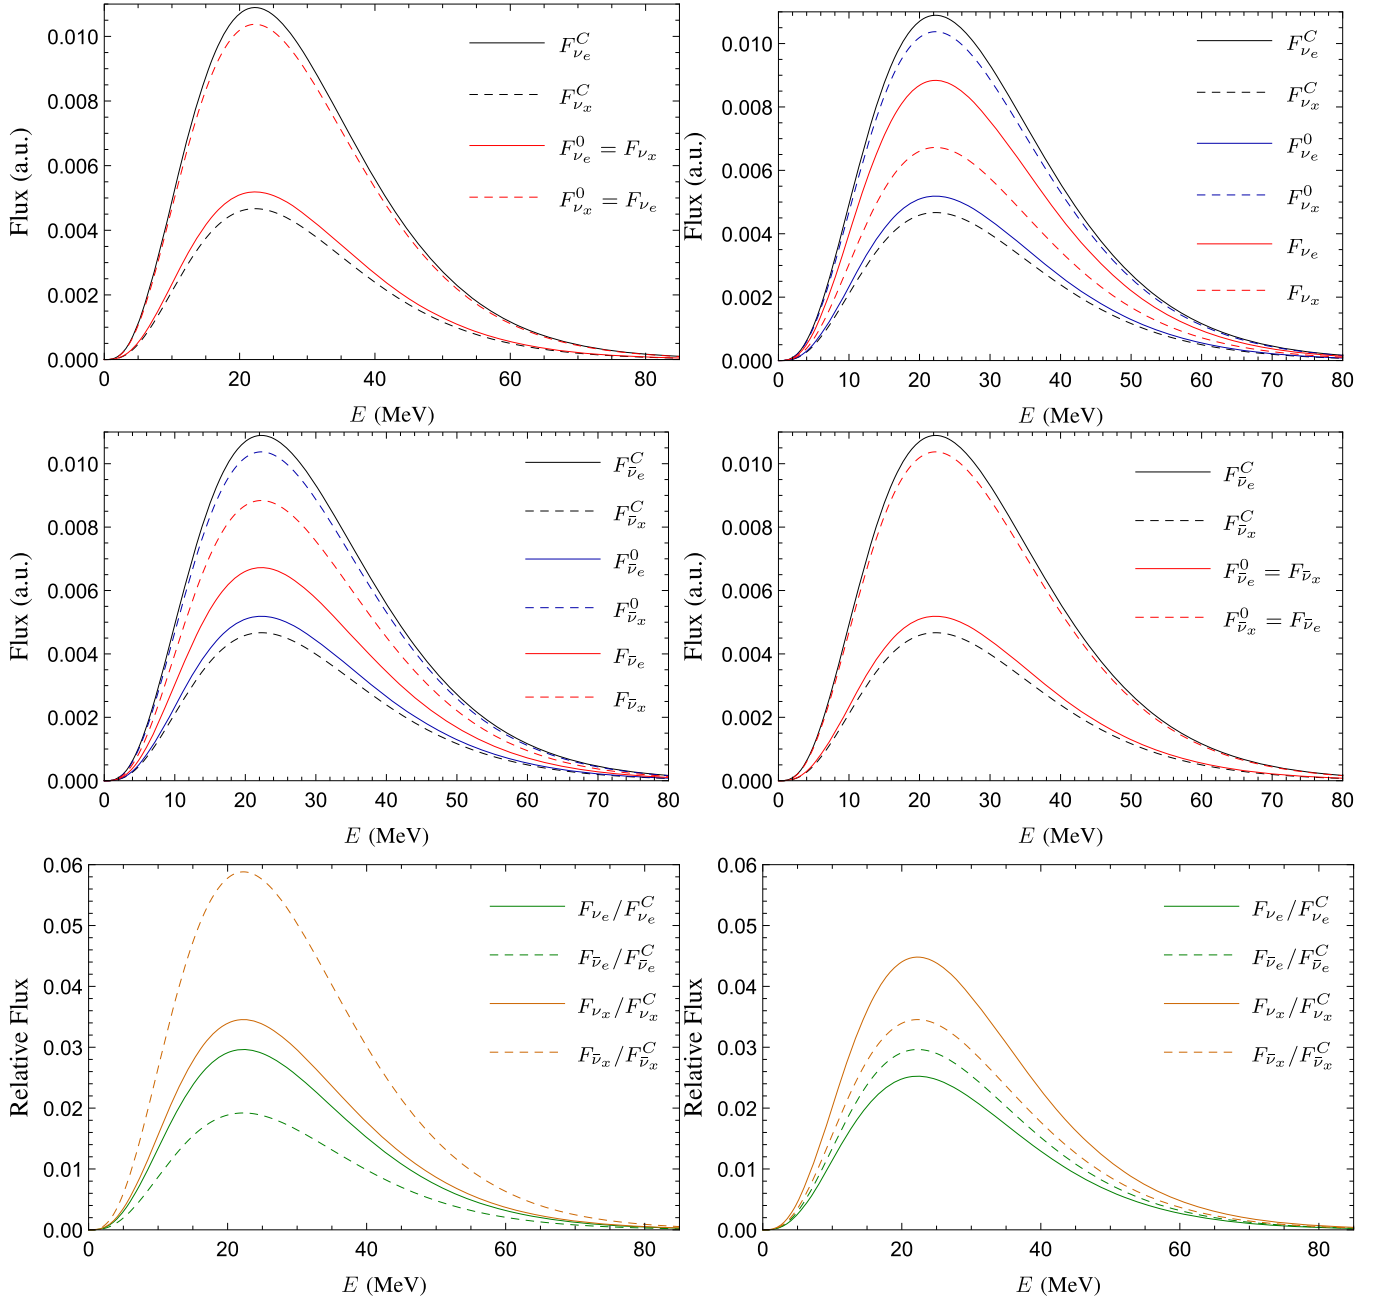 Flux (a.u.)
0.010
0.008
0.006
0.004
0.002
0.000
0 20 40 60 80
E (MeV)
F^C_{ν_e}
F^C_{ν_x}
F^0_{ν_e} = F_{ν_x}
F^0_{ν_x} = F_{ν_e}
Flux (a.u.)
0.010
0.008
0.006
0.004
0.002
0.000
0 10 20 30 40 50 60 70 80
E (MeV)
F^C_{ν_e}
F^C_{ν_x}
F^0_{ν_e}
F^0_{ν_x}
F_{ν_e}
F_{ν_x}
Flux (a.u.)
0.010
0.008
0.006
0.004
0.002
0.000
0 10 20 30 40 50 60 70 80
E (MeV)
F^C_{ν̄_e}
F^C_{ν̄_x}
F^0_{ν̄_e}
F^0_{ν̄_x}
F_{ν̄_e}
F_{ν̄_x}
Flux (a.u.)
0.010
0.008
0.006
0.004
0.002
0.000
0 10 20 30 40 50 60 70 80
E (MeV)
F^C_{ν̄_e}
F^C_{ν̄_x}
F^0_{ν̄_e} = F_{ν̄_x}
F^0_{ν̄_x} = F_{ν̄_e}
Relative Flux
0.06
0.05
0.04
0.03
0.02
0.01
0.00
0 20 40 60 80
E (MeV)
F_{ν_e}/F^C_{ν_e}
F_{ν̄_e}/F^C_{ν̄_e}
F_{ν_x}/F^C_{ν_x}
F_{ν̄_x}/F^C_{ν̄_x}
Relative Flux
0.06
0.05
0.04
0.03
0.02
0.01
0.00
0 20 40 60 80
E (MeV)
F_{ν_e}/F^C_{ν_e}
F_{ν̄_e}/F^C_{ν̄_e}
F_{ν_x}/F^C_{ν_x}
F_{ν̄_x}/F^C_{ν̄_x}